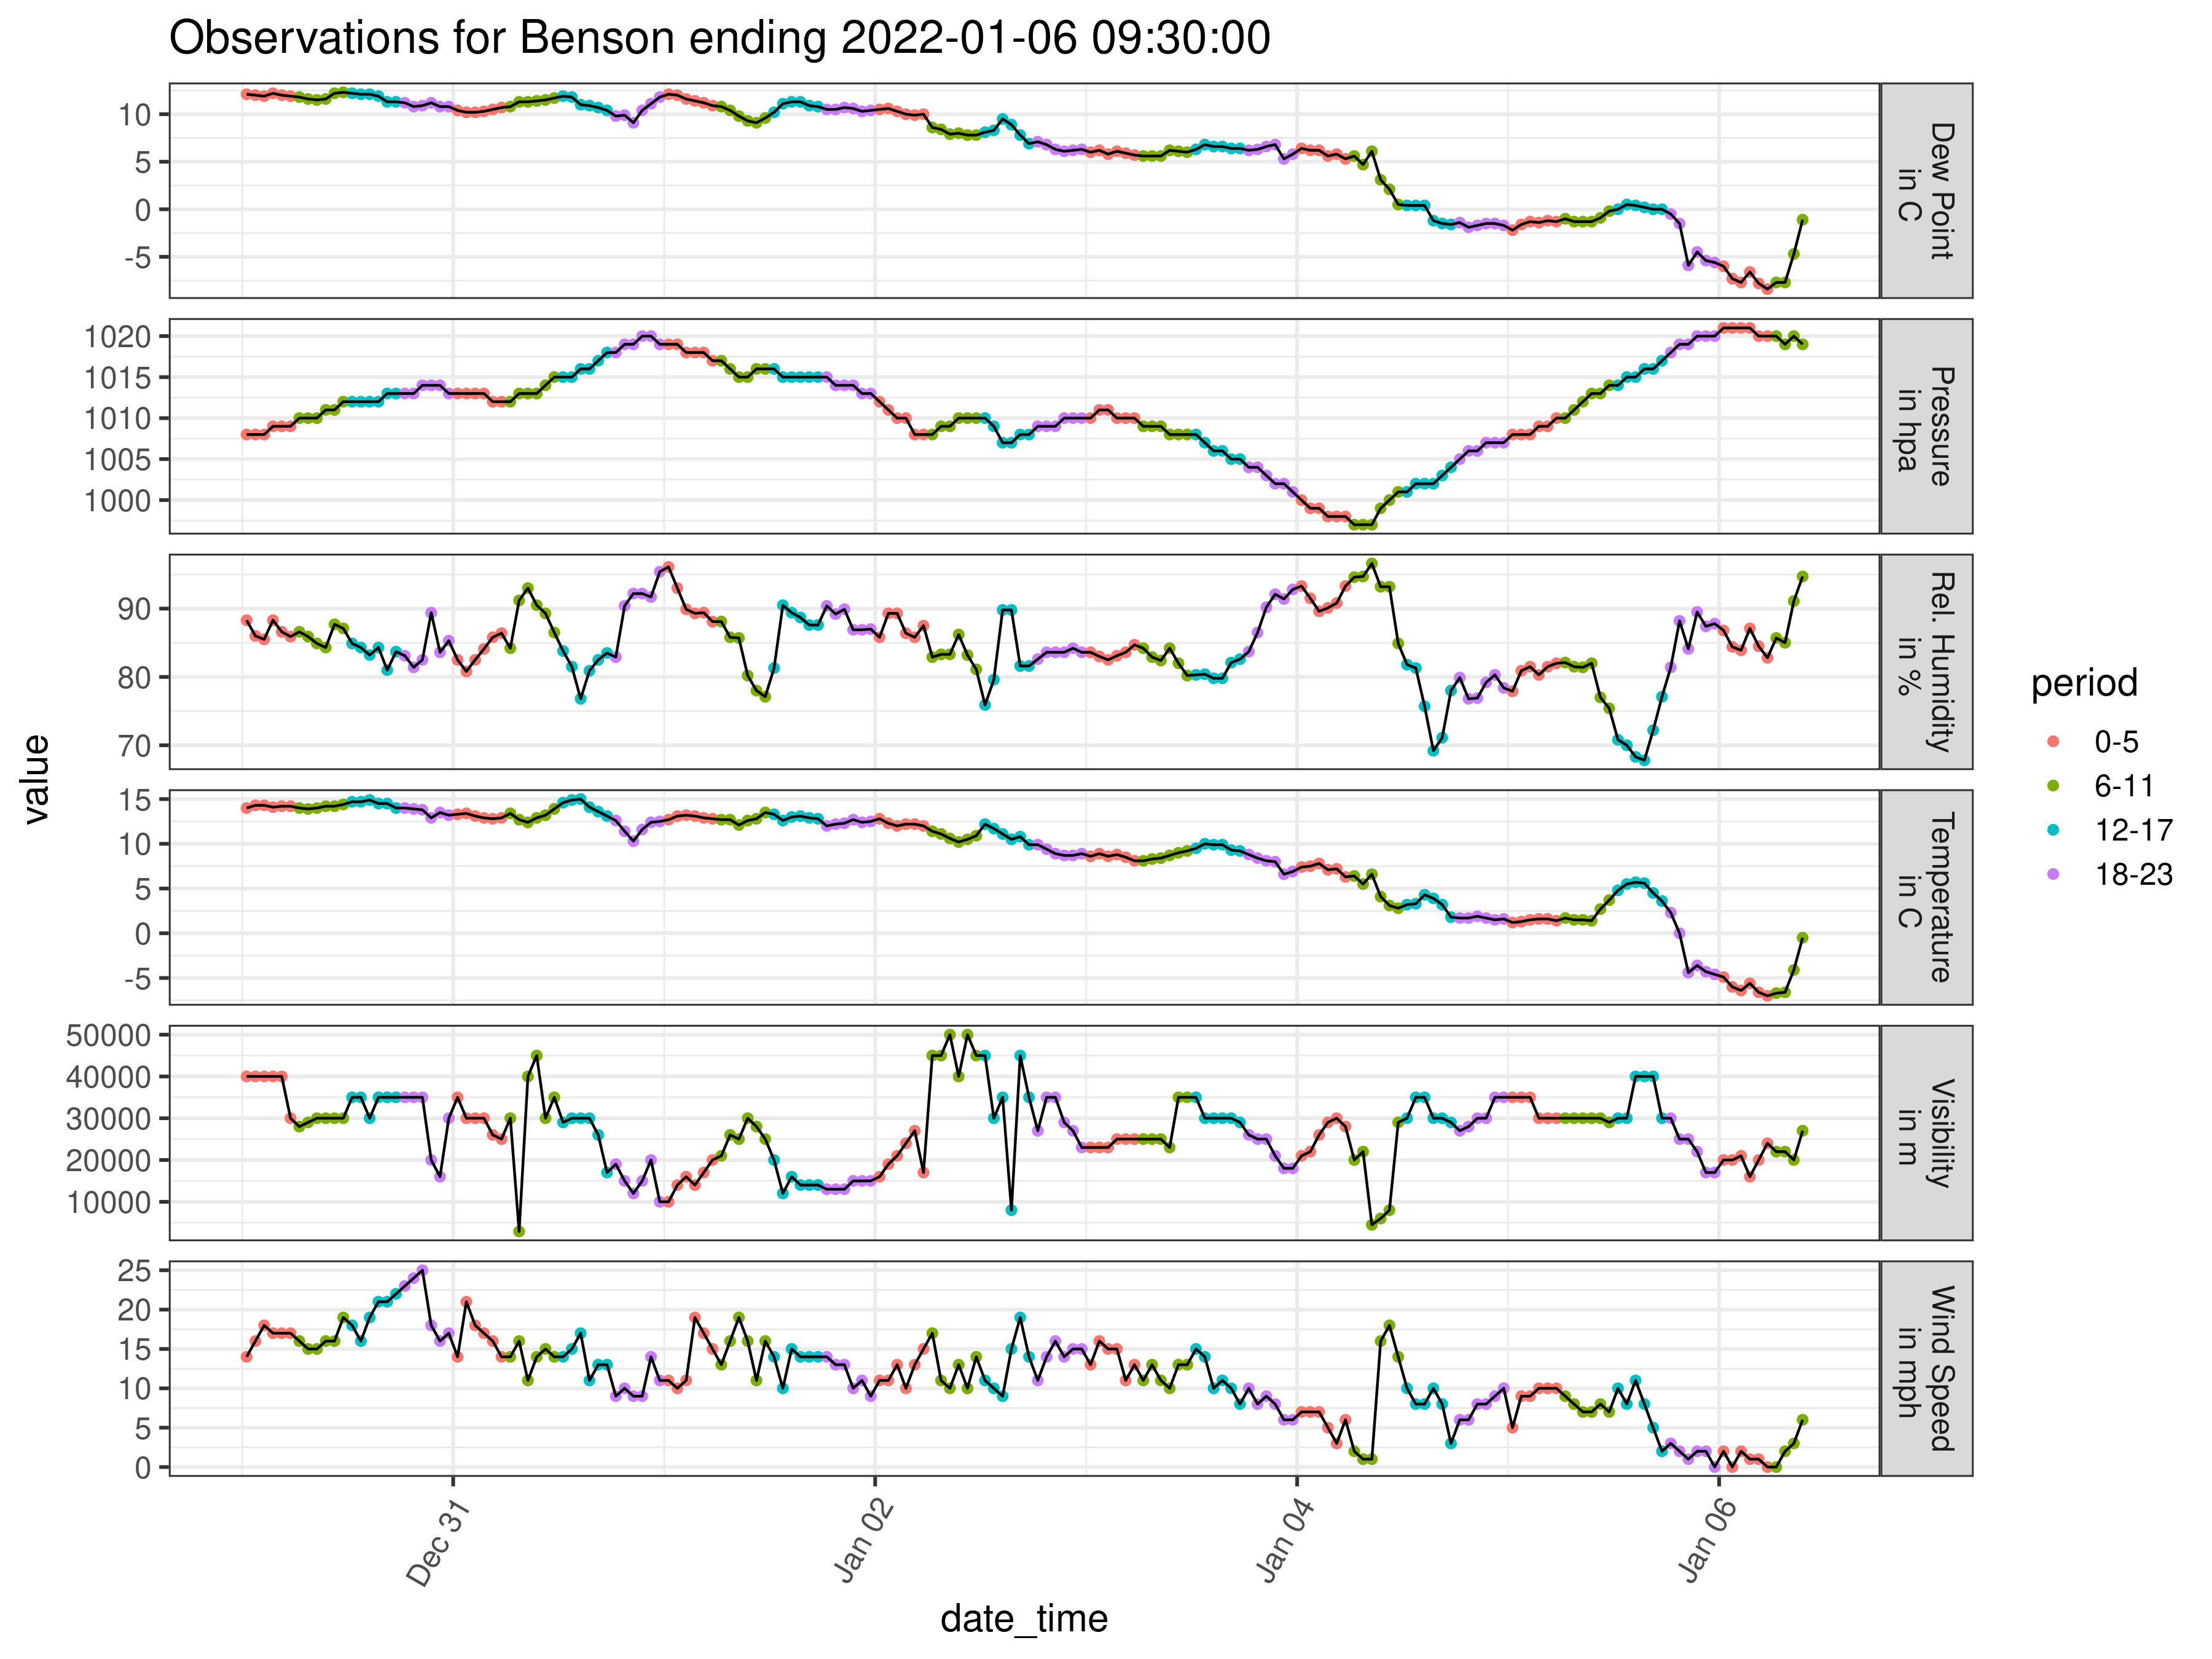 Observations for Benson ending 2022-01-06 09:30:00
value
10
5
0
-5
Dew Point
in C
1020
1015
1010
1005
1000
Pressure
in hpa
90
80
70
Rel. Humidity
in %
15
10
5
0
-5
Temperature
in C
50000
40000
30000
20000
10000
Visibility
in m
25
20
15
10
5
0
Wind Speed
in mph
Dec 31
Jan 02
Jan 04
Jan 06
date_time
period
0-5
6-11
12-17
18-23